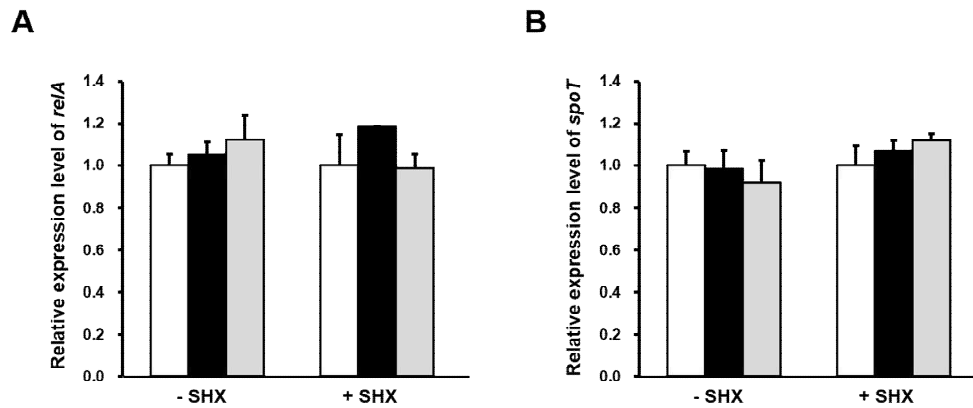 A
Relative expression level of relA
1.4
1.2
1.0
0.8
0.6
0.4
0.2
0.0
- SHX
+ SHX
B
Relative expression level of spoT
1.4
1.2
1.0
0.8
0.6
0.4
0.2
0.0
- SHX
+ SHX